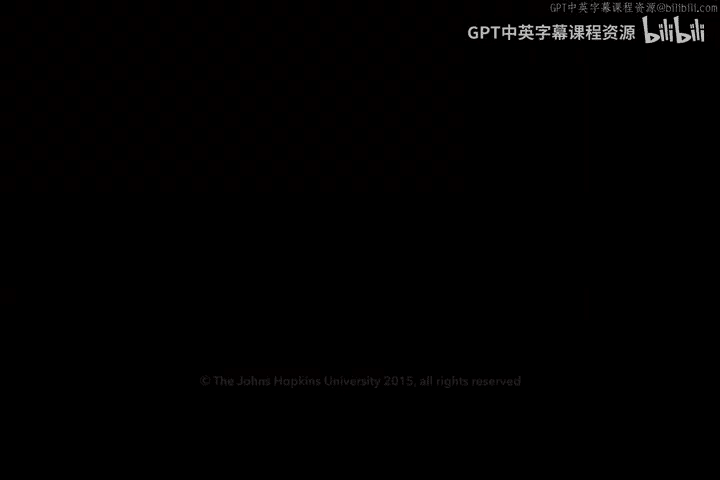 GPT中英字幕课程资源@bilibili.com
GPT中英字幕课程资源 bilibili
© The Johns Hopkins University 2015, all rights reserved